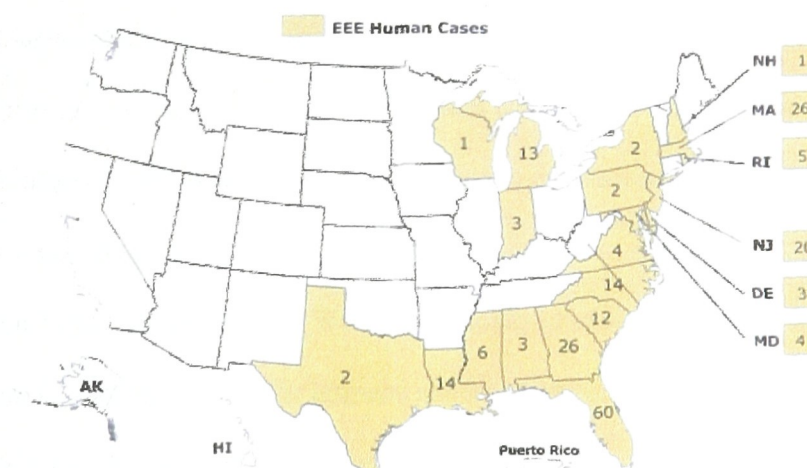 EEE Human Cases
NH 1
MA 26
1
13
2
RI 5
2
3
4
NJ
14
DE 3
12
MD 4
6
3
26
2
14
AK
60
HI
Puerto Rico